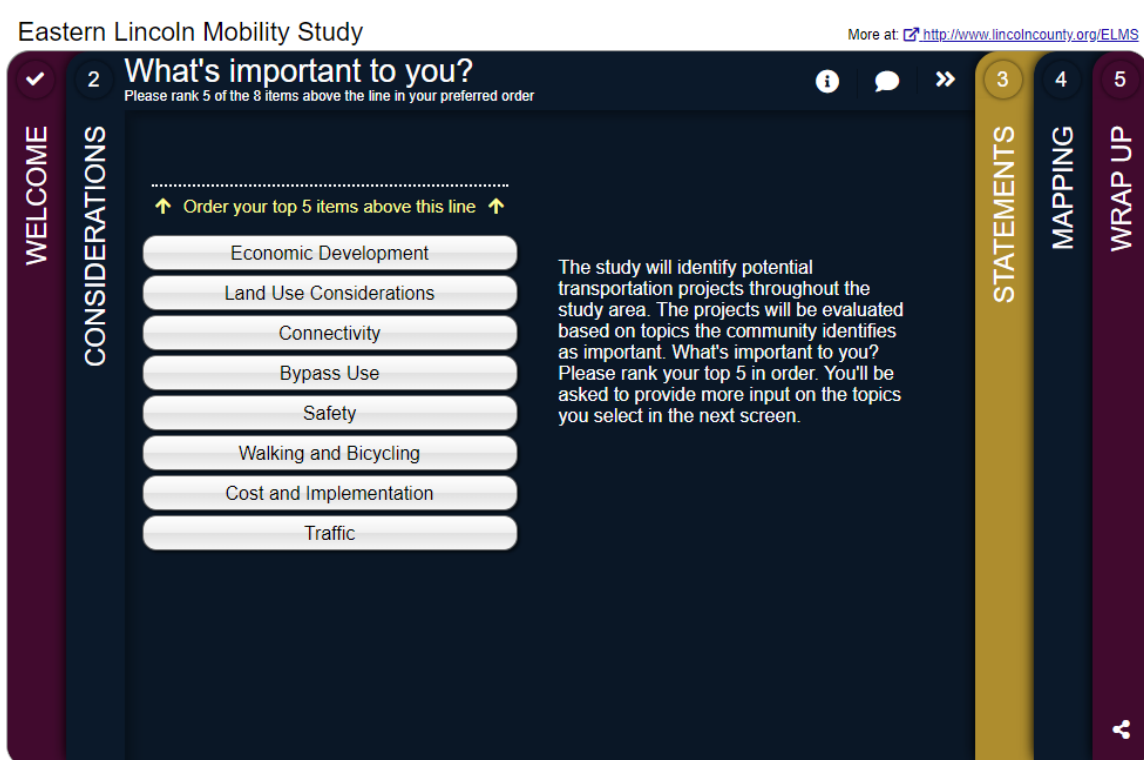 Eastern Lincoln Mobility Study
More at: http://www.lincolncounty.org/ELMS
WELCOME
2
CONSIDERATIONS
What's important to you?
Please rank 5 of the 8 items above the line in your preferred order
Order your top 5 items above this line
Economic Development
Land Use Considerations
Connectivity
Bypass Use
Safety
Walking and Bicycling
Cost and Implementation
Traffic
The study will identify potential
transportation projects throughout the
study area. The projects will be evaluated
based on topics the community identifies
as important. What's important to you?
Please rank your top 5 in order. You'll be
asked to provide more input on the topics
you select in the next screen.
3
STATEMENTS
4
MAPPING
5
WRAP UP